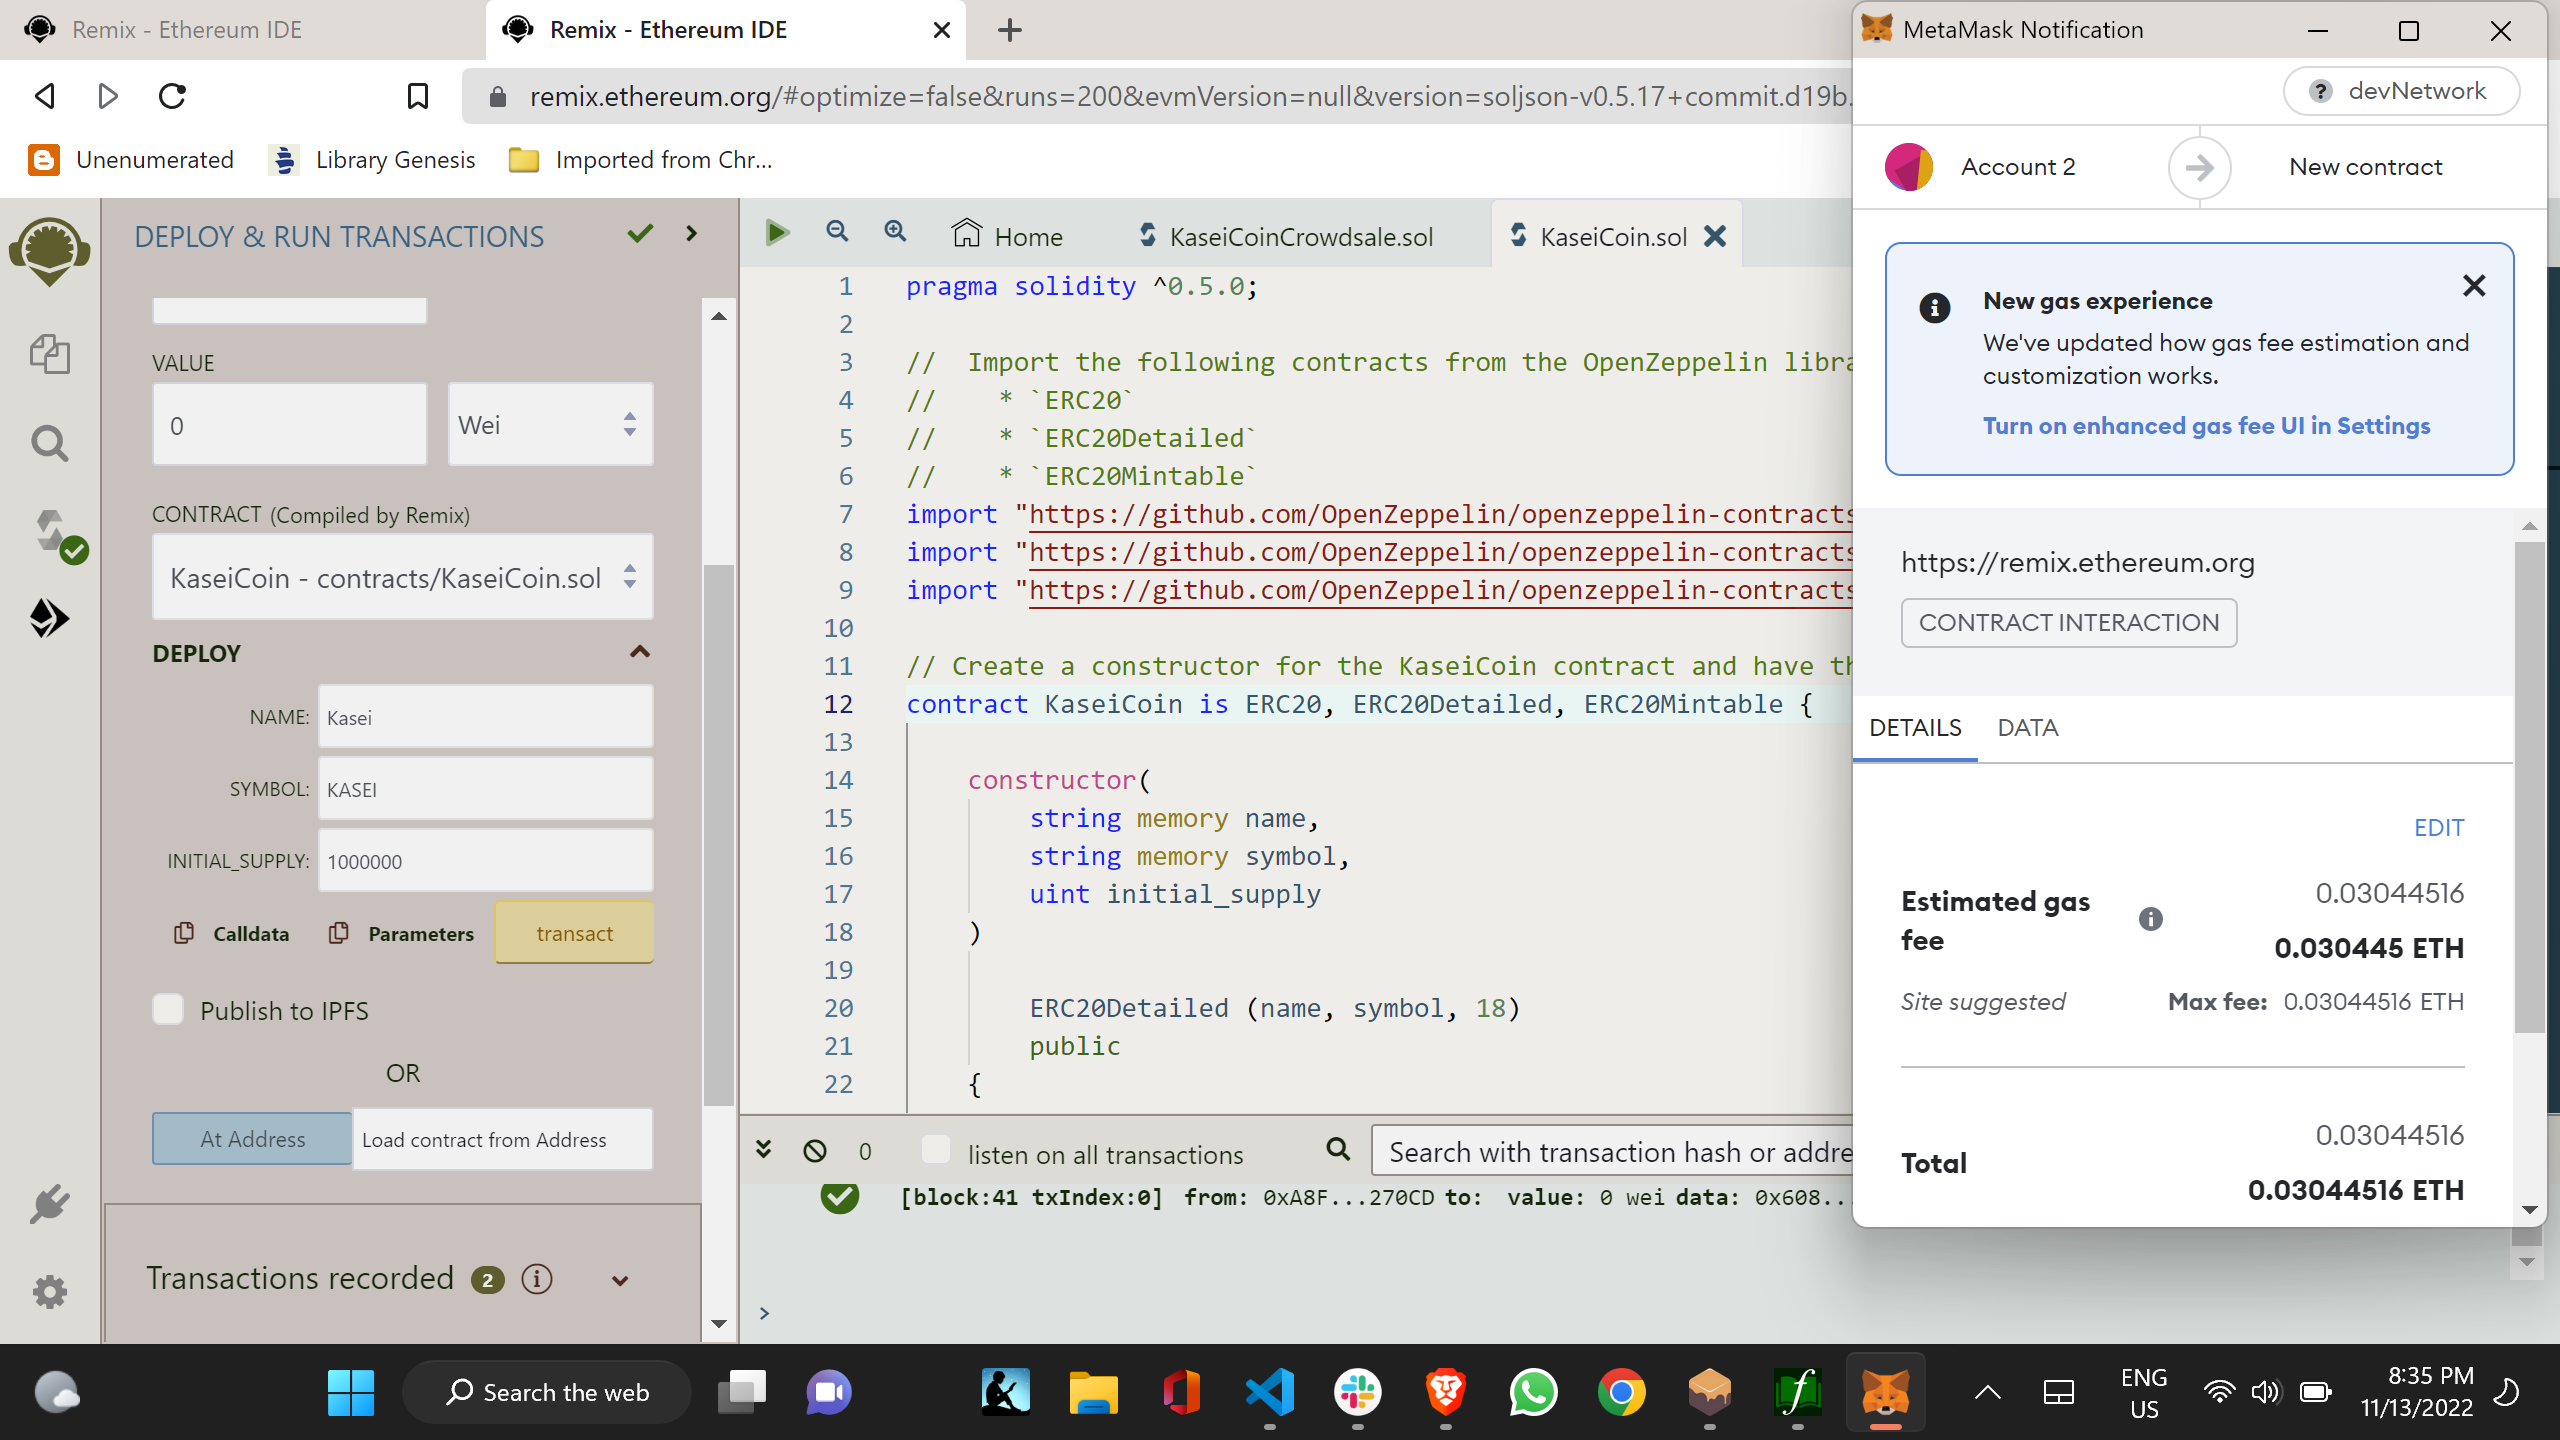 Remix - Ethereum IDE
Remix - Ethereum IDE
remix.ethereum.org/#optimize=false&runs=200&evmVersion=null&version=soljson-v0.5.17+commit.d19b.
Unenumerated
Library Genesis
Imported from Chr...
DEPLOY & RUN TRANSACTIONS
VALUE
0
Wei
CONTRACT (Compiled by Remix)
KaseiCoin - contracts/KaseiCoin.sol
DEPLOY
NAME:
Kasei
SYMBOL:
KASEI
INITIAL_SUPPLY:
1000000
Calldata
Parameters
transact
Publish to IPFS
OR
At Address
Load contract from Address
Transactions recorded 2 i
Home
KaseiCoinCrowdsale.sol
KaseiCoin.sol
1 pragma solidity ^0.5.0;
2
3 //  Import the following contracts from the OpenZeppelin libra
4 //    * `ERC20`
5 //    * `ERC20Detailed`
6 //    * `ERC20Mintable`
7 import "https://github.com/OpenZeppelin/openzeppelin-contracts
8 import "https://github.com/OpenZeppelin/openzeppelin-contracts
9 import "https://github.com/OpenZeppelin/openzeppelin-contracts
10
11 // Create a constructor for the KaseiCoin contract and have th
12 contract KaseiCoin is ERC20, ERC20Detailed, ERC20Mintable {
13
14 constructor(
15 string memory name,
16 string memory symbol,
17 uint initial_supply
18 )
19
20 ERC20Detailed (name, symbol, 18)
21 public
22 {
0
listen on all transactions
Search with transaction hash or addre
[block:41 txIndex:0] from: 0xA8F...270CD to: value: 0 wei data: 0x608...
>
MetaMask Notification
? devNetwork
Account 2
New contract
New gas experience
We've updated how gas fee estimation and
customization works.
Turn on enhanced gas fee UI in Settings
https://remix.ethereum.org
CONTRACT INTERACTION
DETAILS
DATA
EDIT
Estimated gas
fee
0.03044516
0.030445 ETH
Site suggested
Max fee: 0.03044516 ETH
Total
0.03044516
0.03044516 ETH
Search the web
ENG
US
8:35 PM
11/13/2022